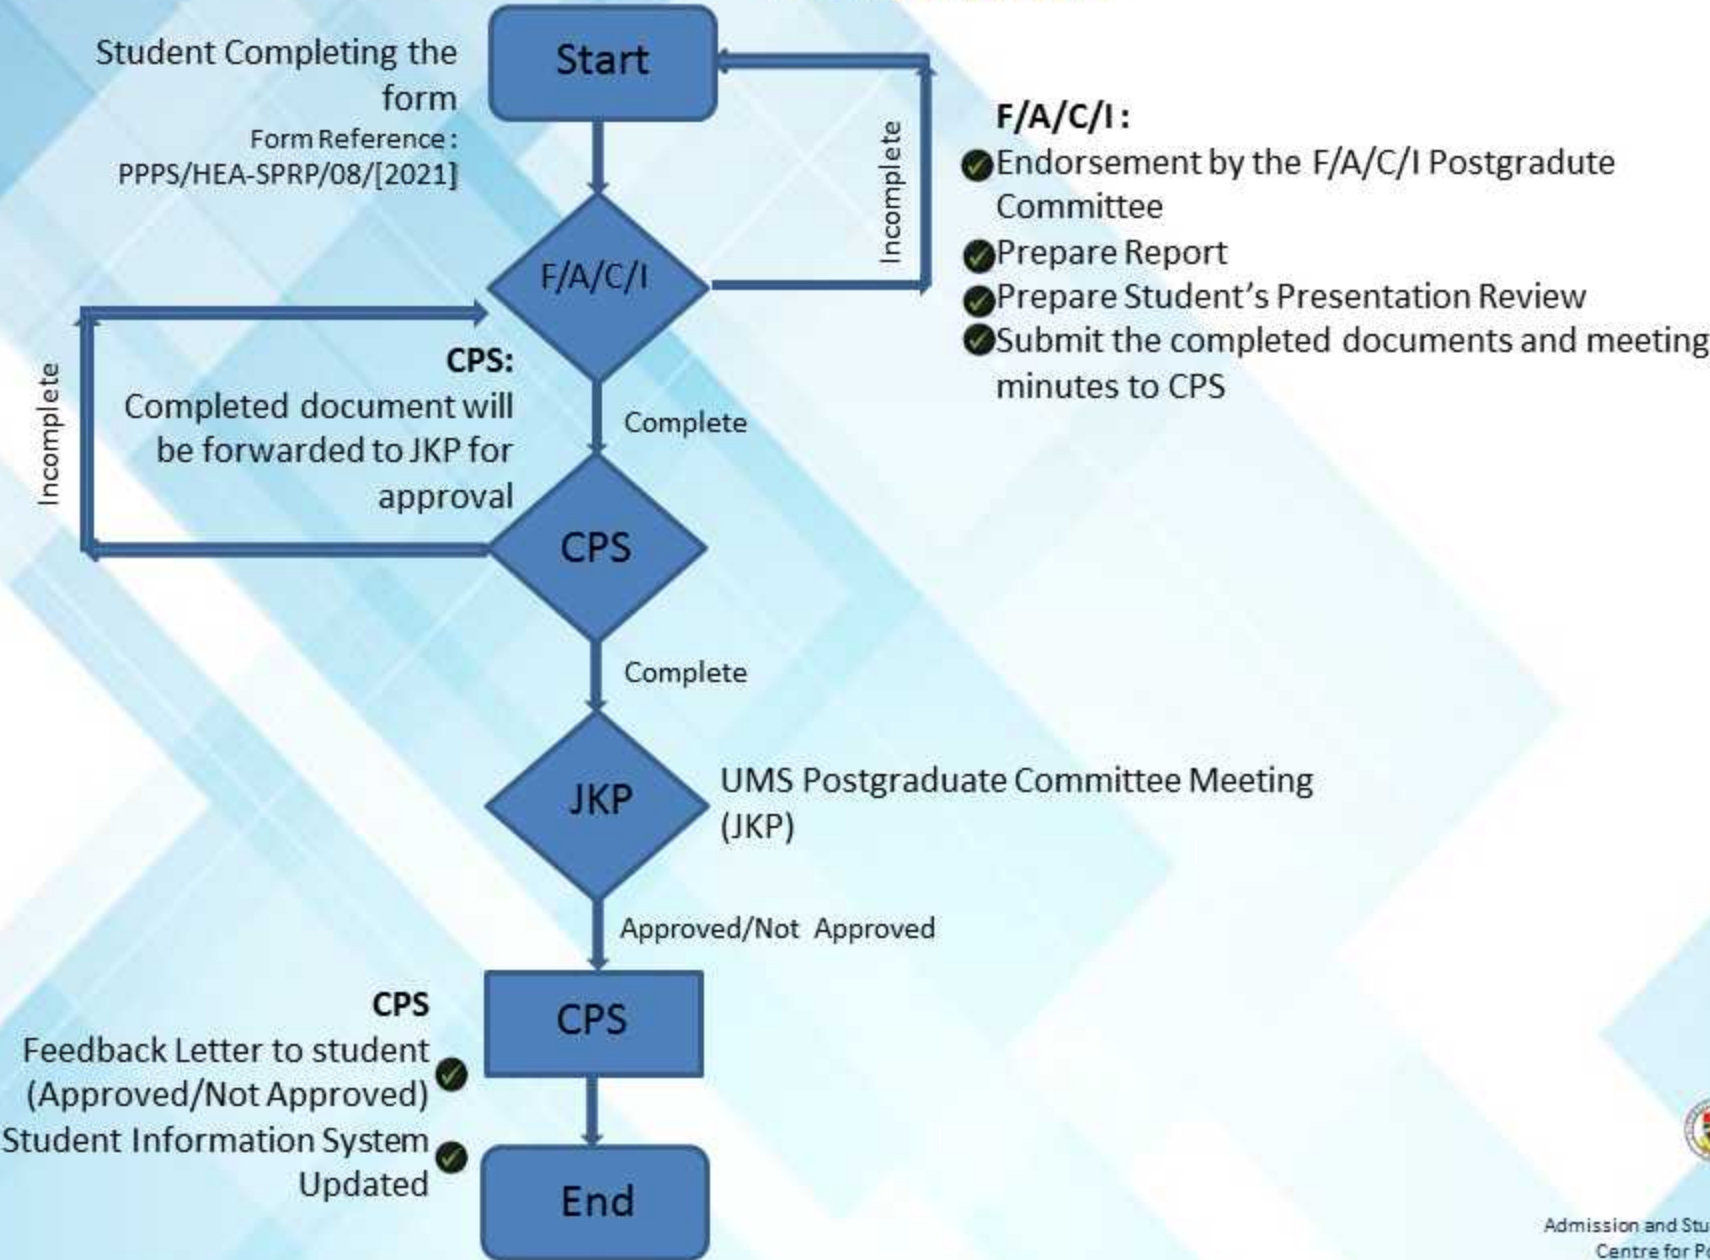 Student Completing the
form
Form Reference :
PPPS/HEA-SPRP/08/[2021]
Start
Incomplete
F/A/C/I :
Endorsement by the F/A/C/I Postgradute
Committee
Prepare Report
Prepare Student's Presentation Review
Submit the completed documents and meeting
minutes to CPS
F/A/C/I
Incomplete
CPS:
Completed document will
be forwarded to JKP for
approval
Complete
CPS
Complete
JKP
UMS Postgraduate Committee Meeting
(JKP)
Approved/Not Approved
CPS
CPS
Feedback Letter to student
(Approved/Not Approved)
Student Information System
Updated
End
Admission and
Centre for